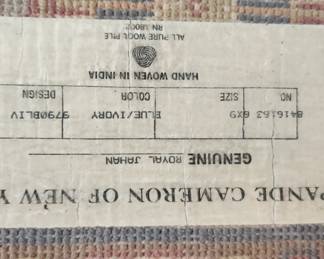 PANDE CAMERON OF NEW Y
GENUINE ROYAL JAHAN
8416163 6X9 BLUE/IVORY 9790BLIV
NO SIZE COLOR DESIGN
HAND WOVEN IN INDIA
ALL PURE WOOL PILE
RN